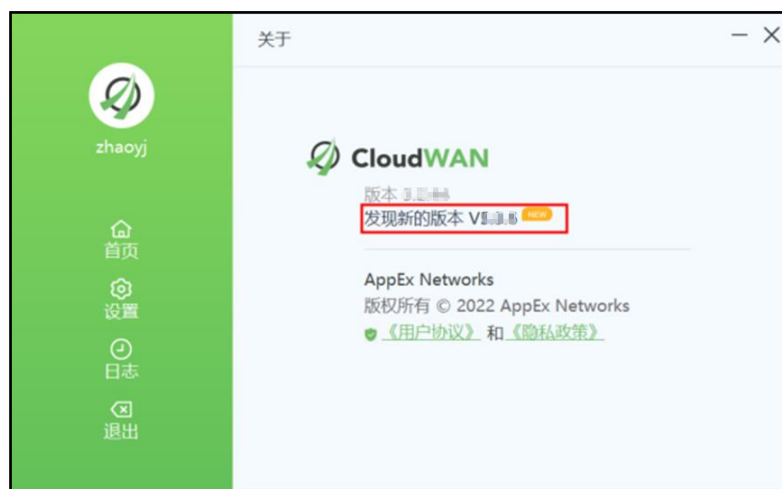 关于
zhaoyj
首页
设置
日志
退出
CloudWAN
版本
发现新的版本 NEW
AppEx Networks
版权所有 © 2022 AppEx Networks
《用户协议》 和 《隐私政策》